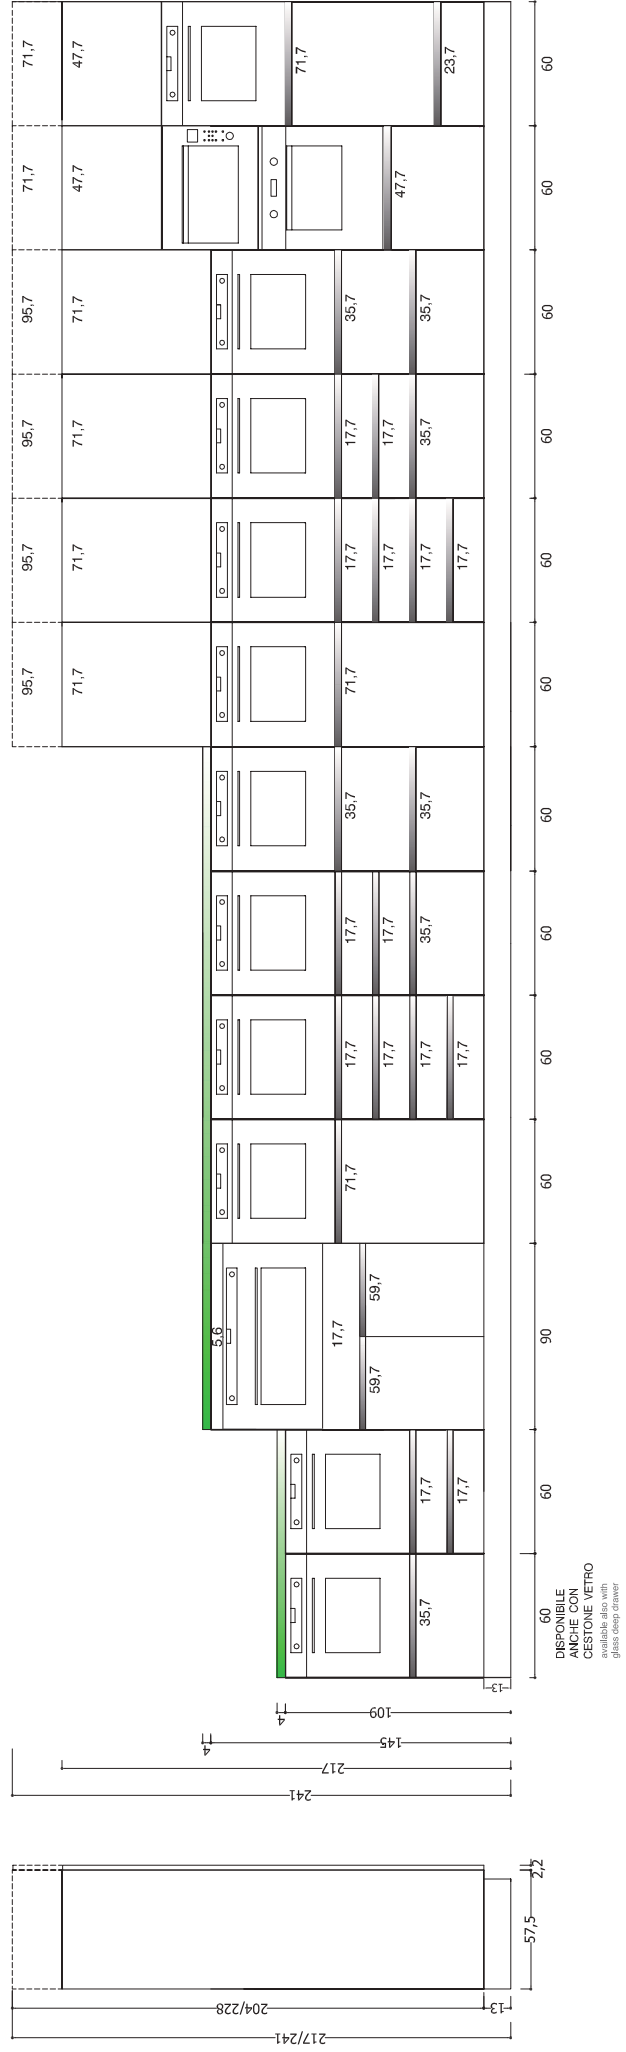 217/241
204/228
13
57,5
2,2
241
217
4
145
4
109
13
95,7 95,7 95,7 95,7 71,7 71,7
71,7 71,7 71,7 71,7 47,7 47,7
5,6
71,7
17,7
71,7 17,7 17,7 35,7 71,7 17,7 17,7 35,7
59,7 59,7
17,7 17,7 17,7 17,7
47,7
35,7 17,7 17,7 35,7 35,7 17,7 35,7 35,7
23,7
17,7 17,7 17,7
60 60 90 60 60 60 60 60 60 60 60 60 60
DISPONIBILE
ANCHE CON
CESTONE VETRO
available also with
glass deep drawer